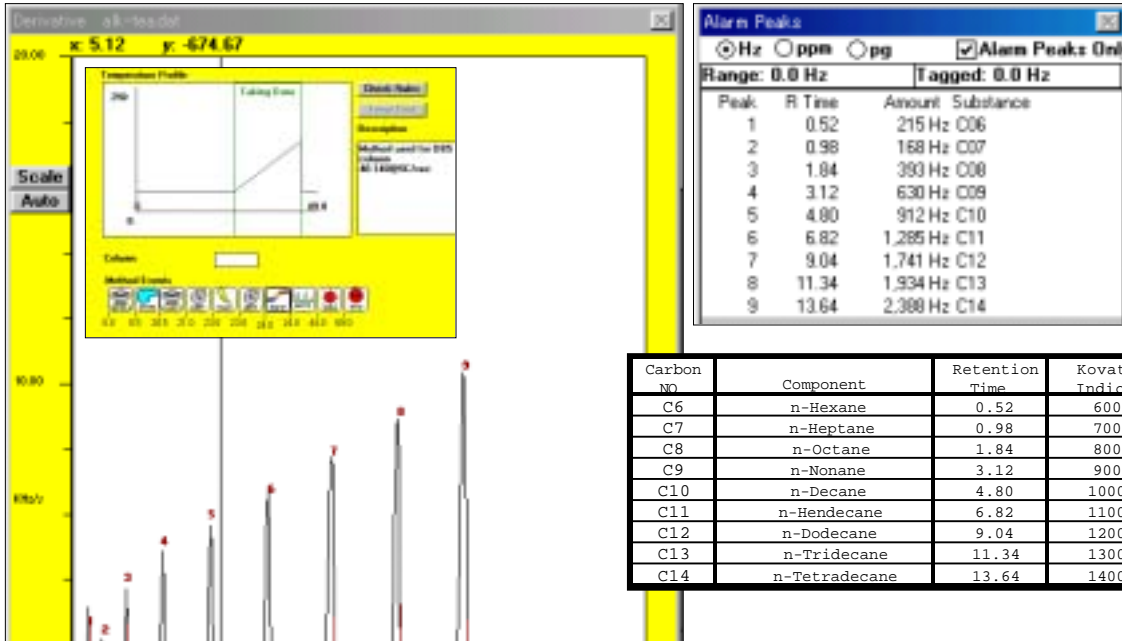 Derivative alk-tea.dat
x: 5.12 y: -674.67
20.00
Temperature Profile
Taking Data
Description
Method used for DB5
column
Scale
Auto
Column
Method Events
10.00
KHz/s
1
2
3
4
5
6
7
8
9
Alarm Peaks
Hz ppm pg Alarm Peaks Onl
Range: 0.0 Hz Tagged: 0.0 Hz
Peak R Time Amount Substance
1 0.52 215 Hz C06
2 0.98 168 Hz C07
3 1.84 393 Hz C08
4 3.12 630 Hz C09
5 4.80 912 Hz C10
6 6.82 1,285 Hz C11
7 9.04 1,741 Hz C12
8 11.34 1,934 Hz C13
9 13.64 2,388 Hz C14
Carbon NO Component Retention Time Kovat Indic
C6 n-Hexane 0.52 600
C7 n-Heptane 0.98 700
C8 n-Octane 1.84 800
C9 n-Nonane 3.12 900
C10 n-Decane 4.80 1000
C11 n-Hendecane 6.82 1100
C12 n-Dodecane 9.04 1200
C13 n-Tridecane 11.34 1300
C14 n-Tetradecane 13.64 1400